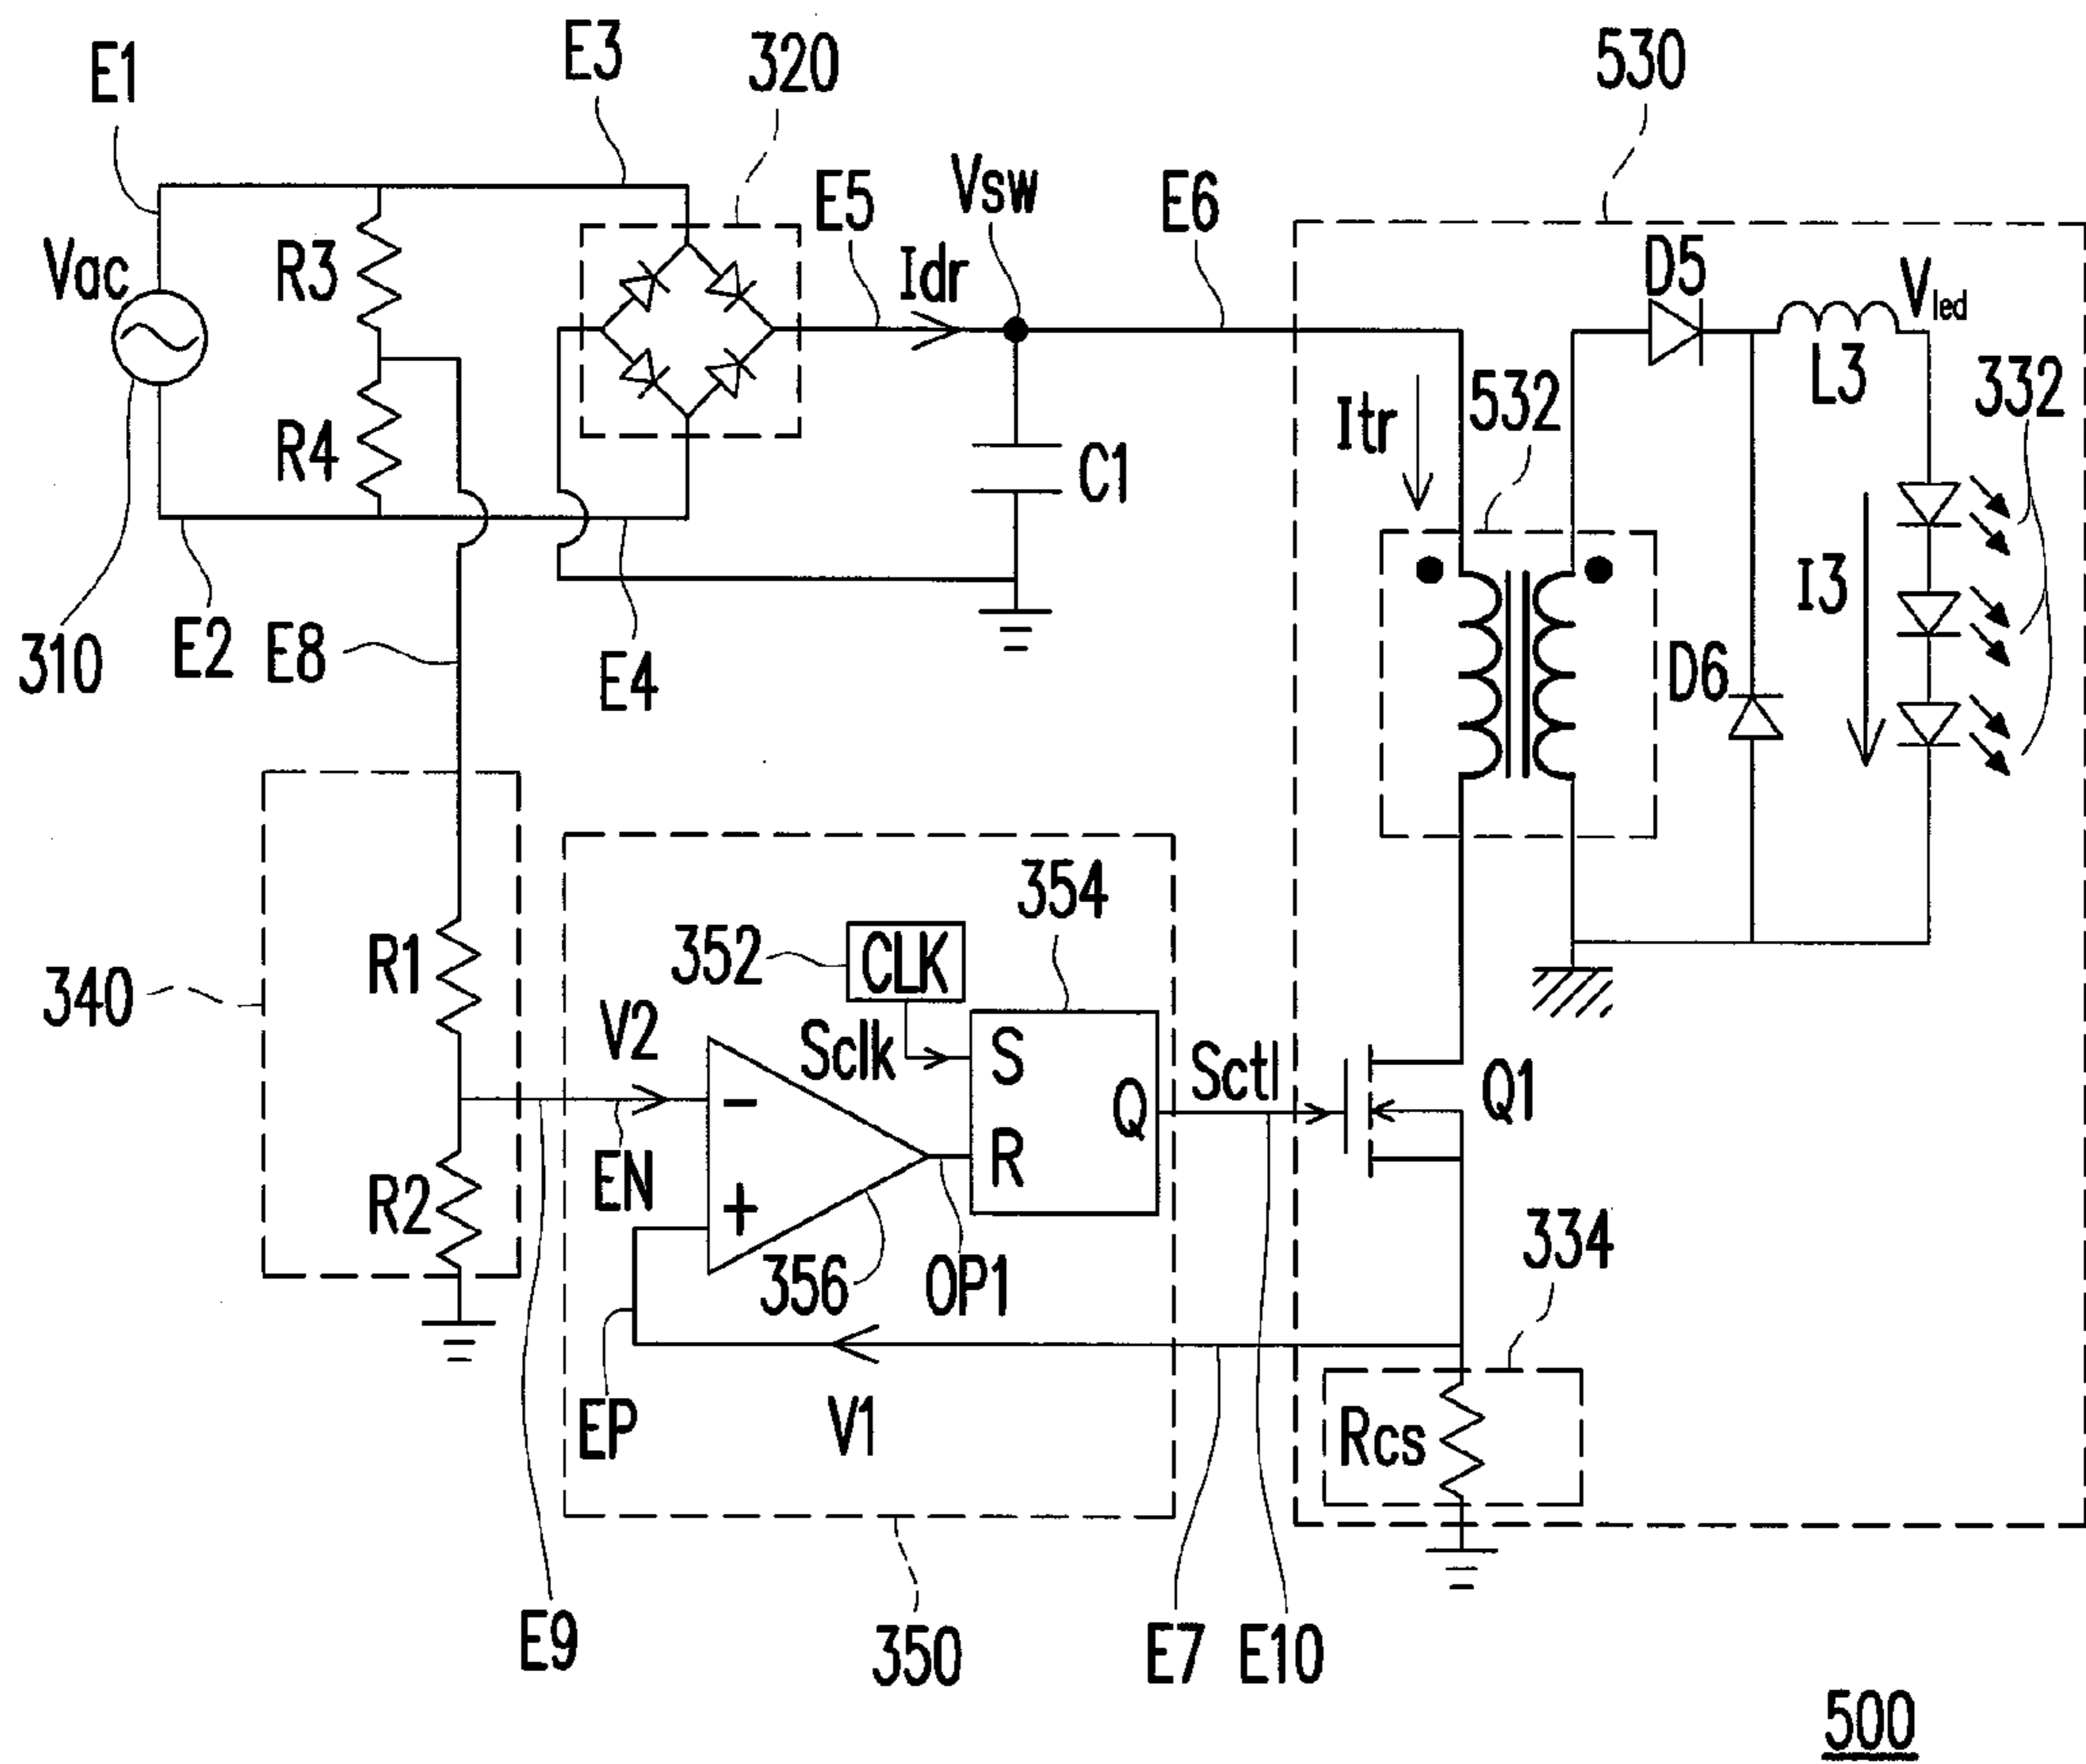 E1
E3
320
530
Vac
R3
E5
Idr
Vsw
E6
D5
Vled
L3
332
R4
C1
Itr
532
310
E2
E8
E4
I3
D6
340
R1
352
CLK
354
V2
Sclk
S
Q
R
Sctl
Q1
-
EN
+
R2
356
OP1
334
EP
V1
Rcs
E9
350
E7
E10
500